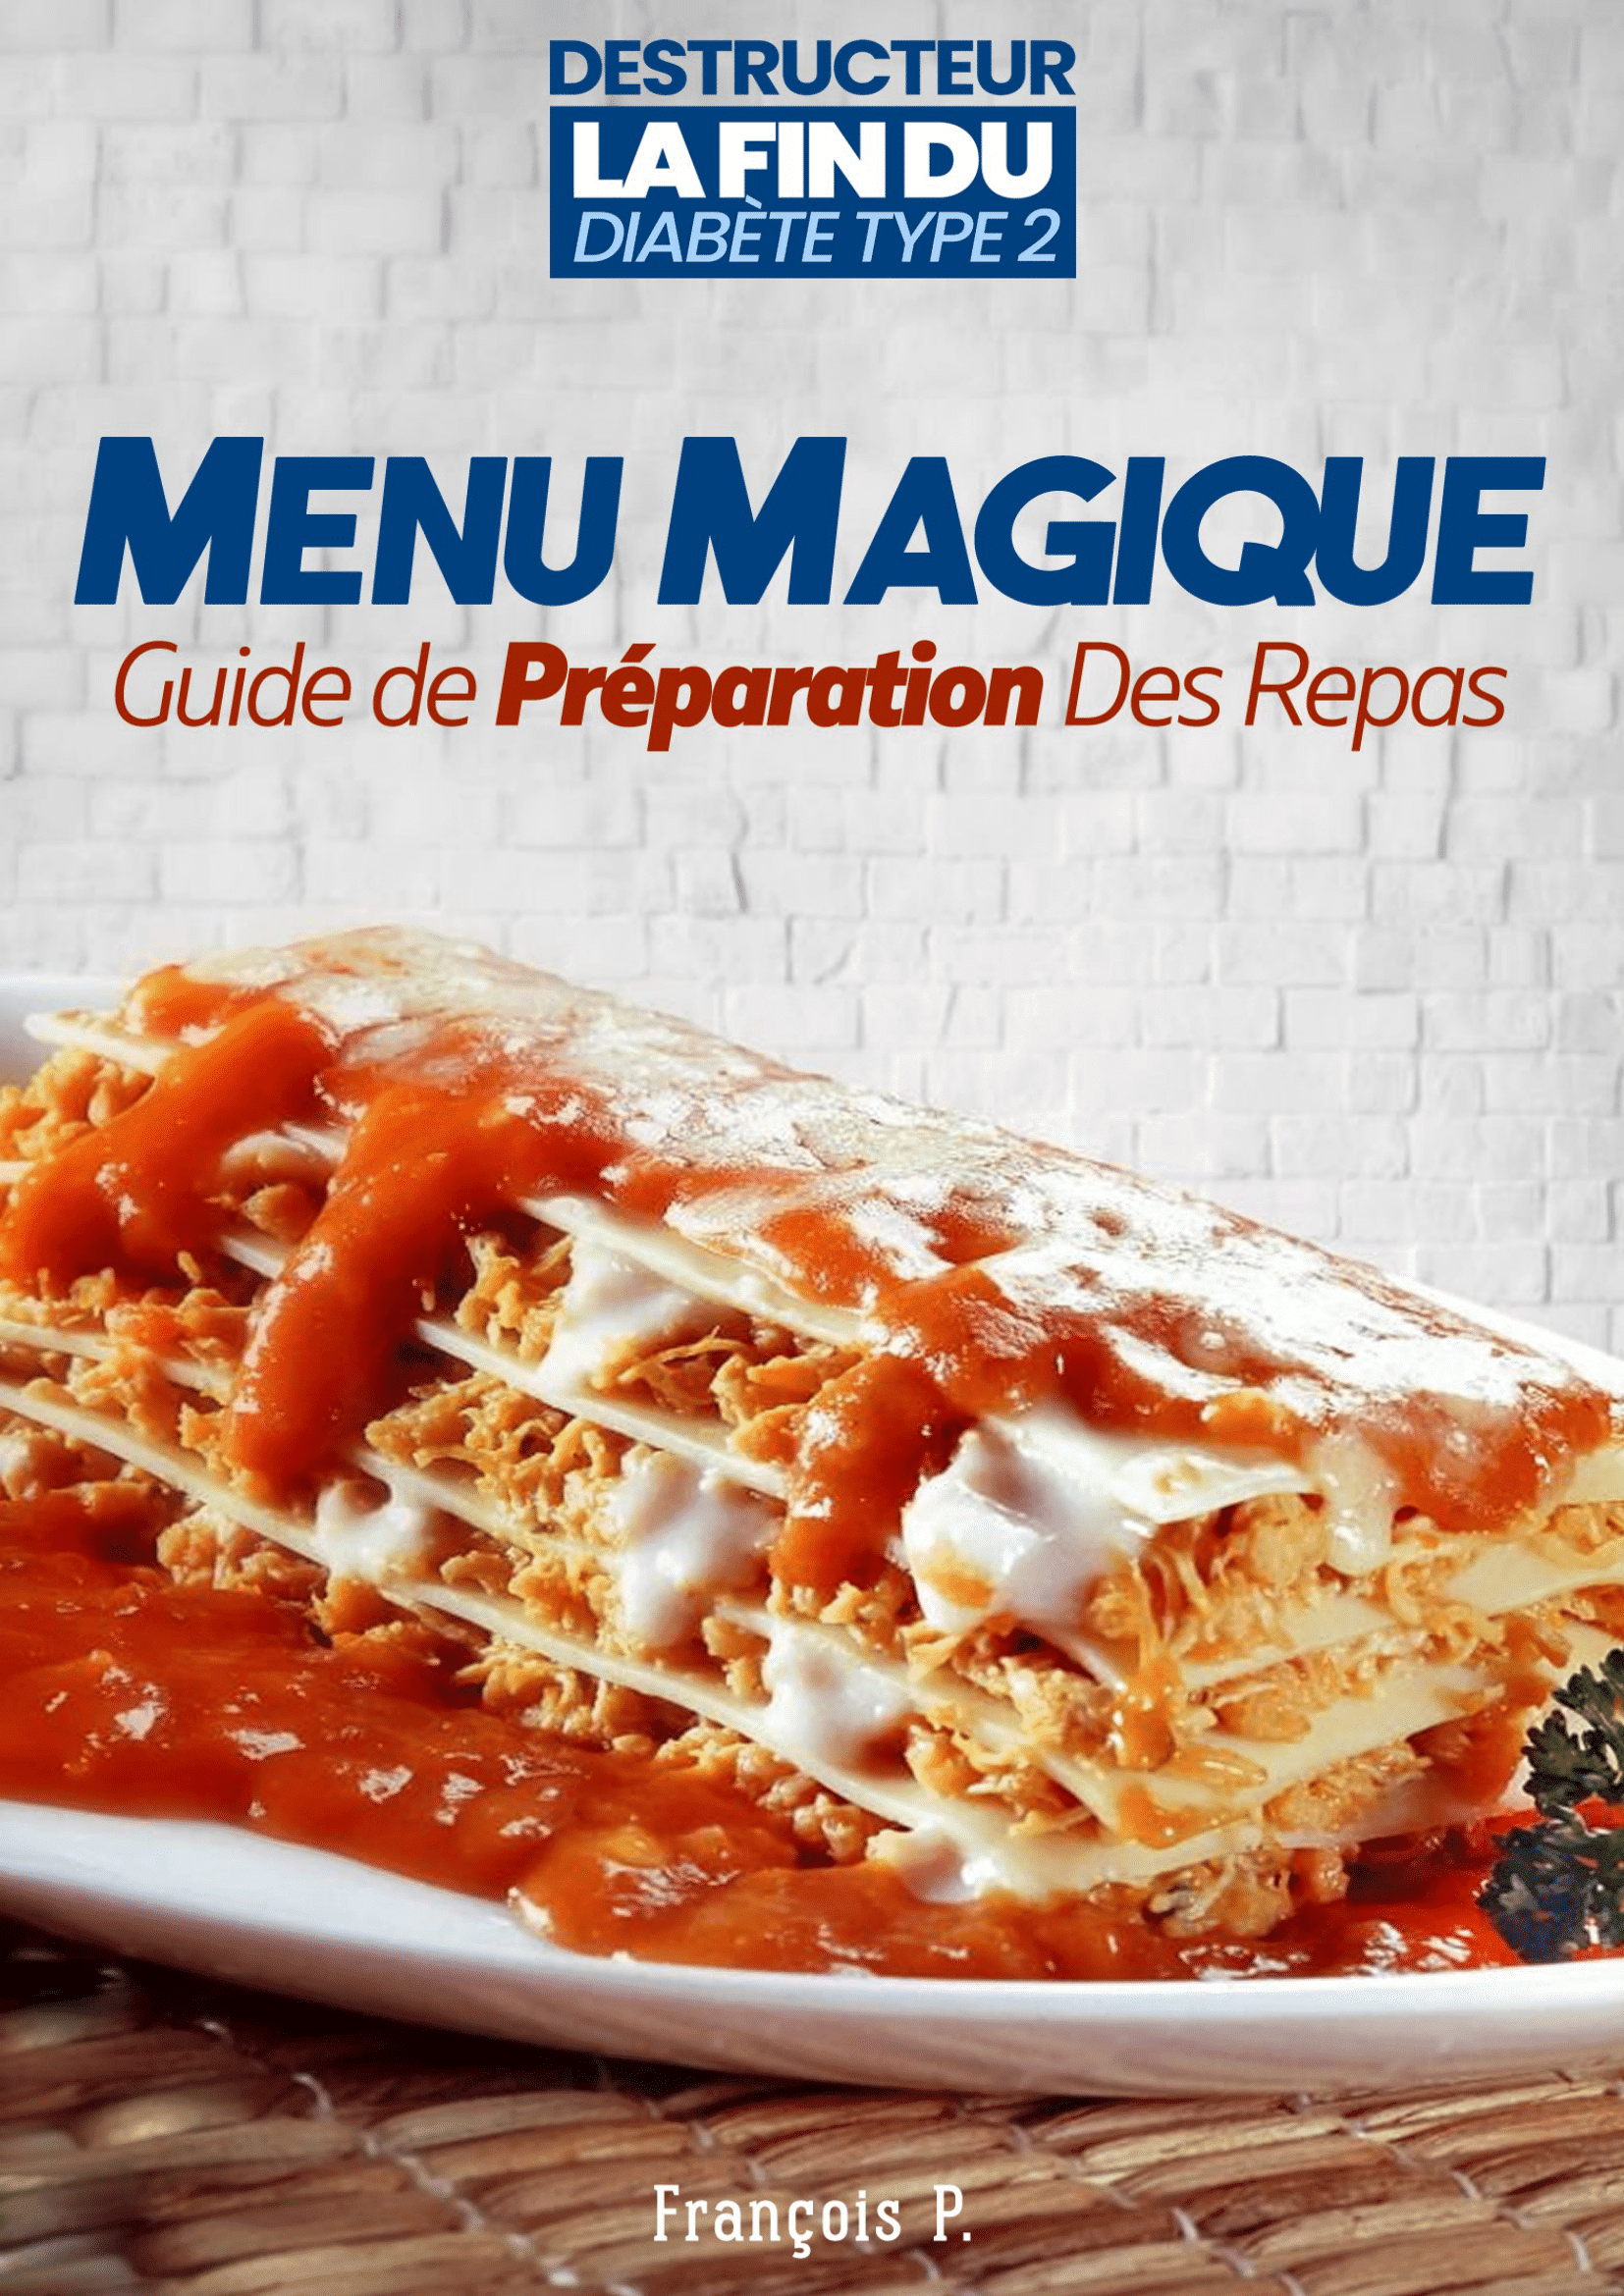 DESTRUCTEUR
LA FIN DU
DIABÈTE TYPE 2
MENU MAGIQUE
Guide de Préparation Des Repas
François P.